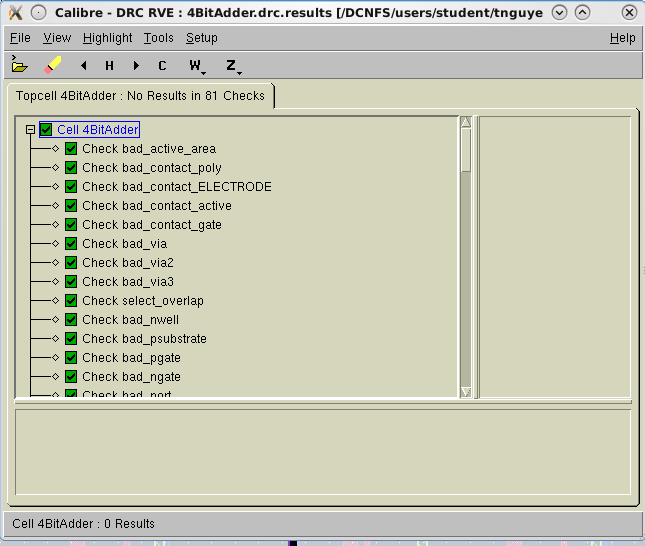 Calibre - DRC RVE : 4BitAdder.drc.results [/DCNFS/users/student/tnguye
File View Highlight Tools Setup Help
H C W Z
Topcell 4BitAdder : No Results in 81 Checks
Cell 4BitAdder
Check bad_active_area
Check bad_contact_poly
Check bad_contact_ELECTRODE
Check bad_contact_active
Check bad_contact_gate
Check bad_via
Check bad_via2
Check bad_via3
Check select_overlap
Check bad_nwell
Check bad_psubstrate
Check bad_pgate
Check bad_ngate
Check
Cell 4BitAdder : 0 Results